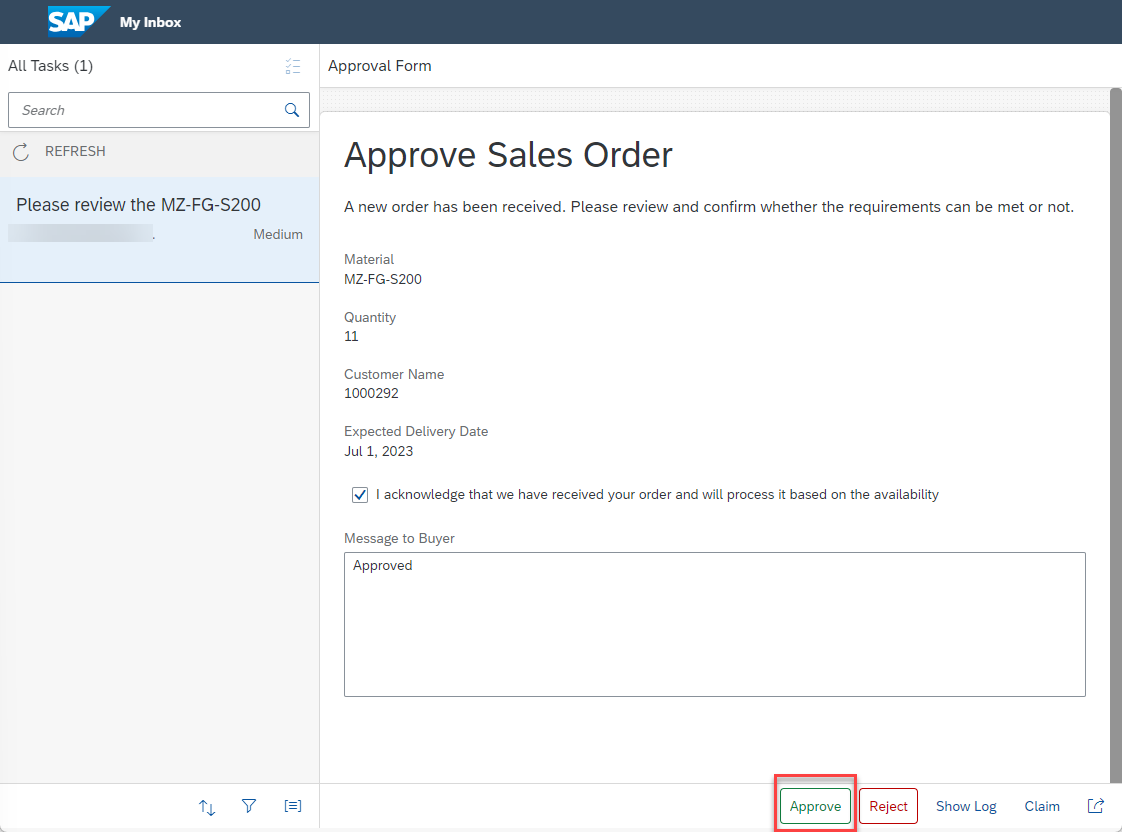 SAP My Inbox
All Tasks (1)
Search
REFRESH
Please review the MZ-FG-S200
. Medium
Approval Form
Approve Sales Order
A new order has been received. Please review and confirm whether the requirements can be met or not.
Material
MZ-FG-S200
Quantity
11
Customer Name
1000292
Expected Delivery Date
Jul 1, 2023
I acknowledge that we have received your order and will process it based on the availability
Message to Buyer
Approved
Approve Reject Show Log Claim